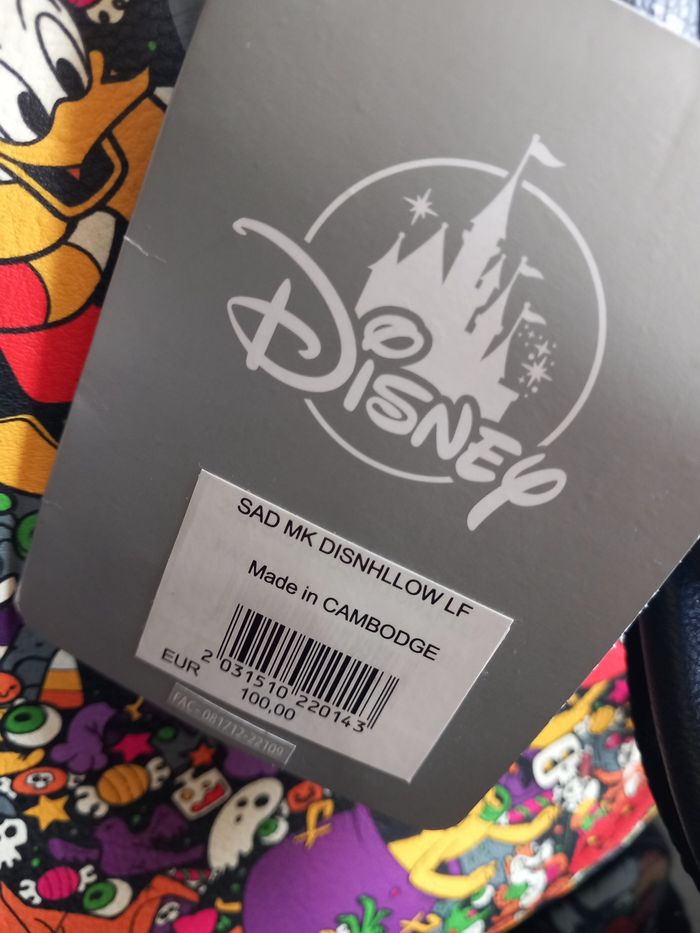 Disney
SAD MK DISNHLLOW LF
Made in CAMBODGE
2 031510 220143
EUR 100,00
FAC-081712-22109